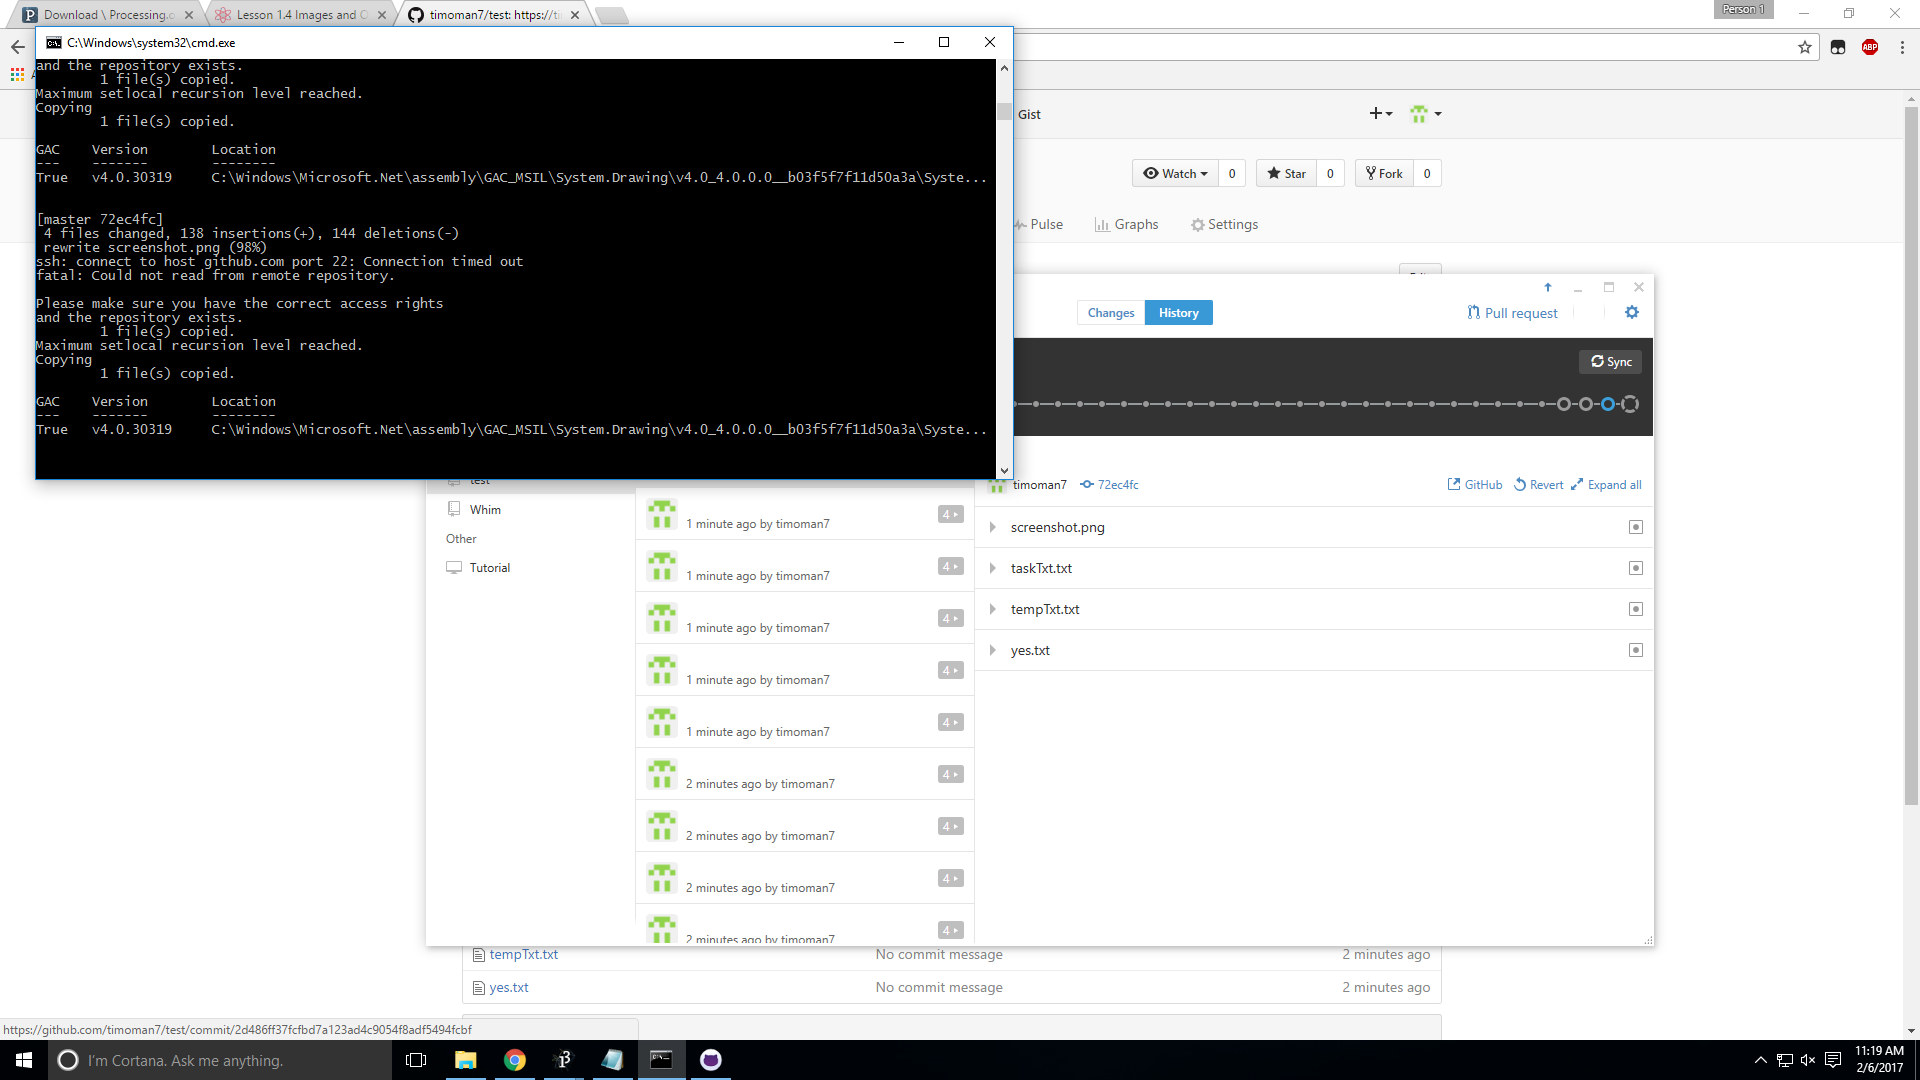 Download \ Processing.o
Lesson 1.4 Images and O
timoman7/test: https://ti
Person 1
C:\Windows\system32\cmd.exe
and the repository exists.
1 file(s) copied.
Maximum setlocal recursion level reached.
Copying
1 file(s) copied.
GAC Version Location
--- ------- --------
True v4.0.30319 C:\Windows\Microsoft.Net\assembly\GAC_MSIL\System.Drawing\v4.0_4.0.0.0__b03f5f7f11d50a3a\Syste...
[master 72ec4fc]
4 files changed, 138 insertions(+), 144 deletions(-)
rewrite screenshot.png (98%)
ssh: connect to host github.com port 22: Connection timed out
fatal: Could not read from remote repository.
Please make sure you have the correct access rights
and the repository exists.
1 file(s) copied.
Maximum setlocal recursion level reached.
Copying
1 file(s) copied.
GAC Version Location
--- ------- --------
True v4.0.30319 C:\Windows\Microsoft.Net\assembly\GAC_MSIL\System.Drawing\v4.0_4.0.0.0__b03f5f7f11d50a3a\Syste...
ABP
Gist
Watch 0 Star 0 Fork 0
Pulse Graphs Settings
Changes History Pull request
Sync
test
Whim
Other
Tutorial
1 minute ago by timoman7 4
1 minute ago by timoman7 4
1 minute ago by timoman7 4
1 minute ago by timoman7 4
1 minute ago by timoman7 4
2 minutes ago by timoman7 4
2 minutes ago by timoman7 4
2 minutes ago by timoman7 4
2 minutes ago by timoman7 4
timoman7 72ec4fc GitHub Revert Expand all
screenshot.png
taskTxt.txt
tempTxt.txt
yes.txt
tempTxt.txt No commit message 2 minutes ago
yes.txt No commit message 2 minutes ago
https://github.com/timoman7/test/commit/2d486ff37fcfbd7a123ad4c9054f8adf5494fcbf
I'm Cortana. Ask me anything.
11:19 AM
2/6/2017